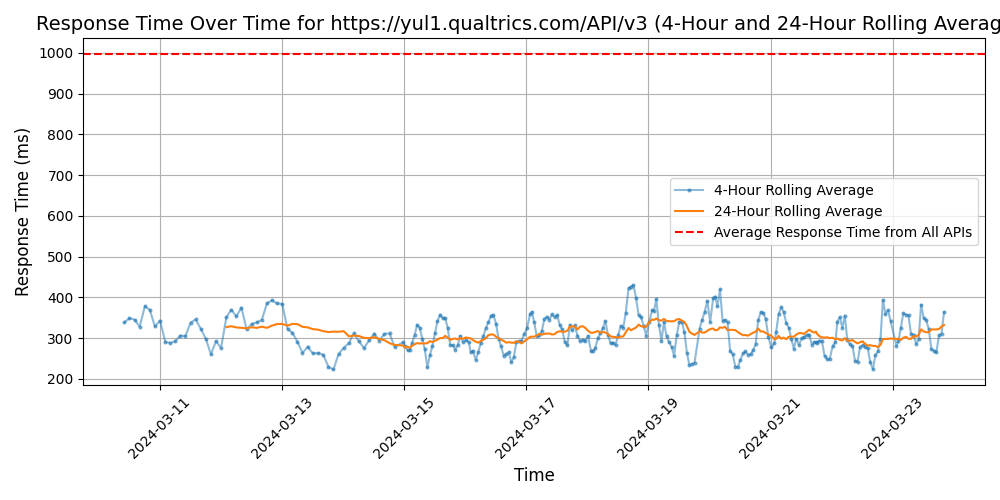 Response Time Over Time for https://yul1.qualtrics.com/API/v3 (4-Hour and 24-Hour Rolling Averag
Response Time (ms)
1000
900
800
700
600
500
400
300
200
4-Hour Rolling Average
24-Hour Rolling Average
Average Response Time from All APIs
2024-03-11
2024-03-13
2024-03-15
2024-03-17
2024-03-19
2024-03-21
2024-03-23
Time